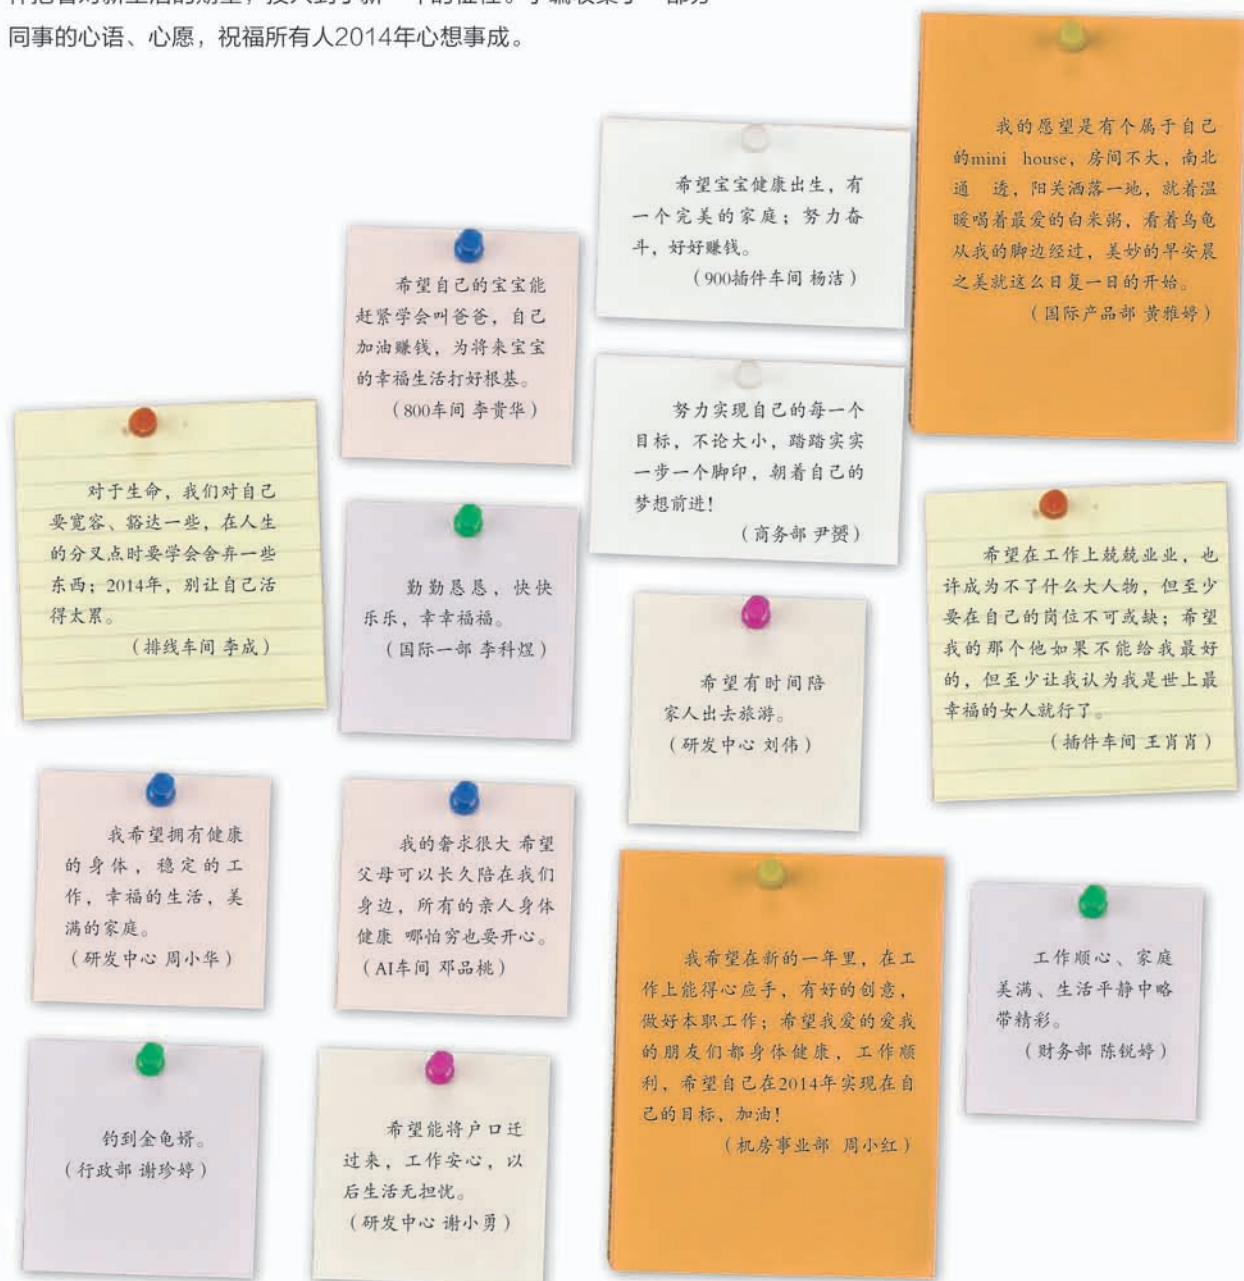 同事的心语、心愿，祝福所有人2014年心想事成。
我的愿望是有个属于自己
的mini house，房间不大，南北
通 透，阳关洒落一地，就着温
暖喝着最爱的白米粥，看着乌龟
从我的脚边经过，美妙的早安晨
之美就这么日复一日的开始。
（国际产品部 黄雅婷）
希望宝宝健康出生，有
一个完美的家庭；努力奋
斗，好好赚钱。
（900插件车间 杨洁）
希望自己的宝宝能
赶紧学会叫爸爸，自己
加油赚钱，为将来宝宝
的幸福生活打好根基。
（800车间 李贵华）
努力实现自己的每一个
目标，不论大小，踏踏实实
一步一个脚印，朝着自己的
梦想前进！
（商务部 尹赟）
对于生命，我们对自己
要宽容、豁达一些，在人生
的分叉点时要学会舍弃一些
东西；2014年，别让自己活
得太累。
（排线车间 李成）
勤勤恳恳，快快
乐乐，幸幸福福。
（国际一部 李科煜）
希望在工作上兢兢业业，也
许成为不了什么大人物，但至少
要在自己的岗位不可或缺；希望
我的那个他如果不能给我最好
的，但至少让我认为我是世上最
幸福的女人就行了。
（插件车间 王肖肖）
希望有时间陪
家人出去旅游。
（研发中心 刘伟）
我希望拥有健康
的身体，稳定的工
作，幸福的生活，美
满的家庭。
（研发中心 周小华）
我的奢求很大 希望
父母可以长久陪在我们
身边，所有的亲人身体
健康 哪怕穷也要开心。
（AI车间 邓品桃）
我希望在新的一年里，在工
作上能得心应手，有好的创意，
做好本职工作；希望我爱的爱我
的朋友们都身体健康，工作顺
利，希望自己在2014年实现在自
己的目标、加油！
（机房事业部 周小红）
工作顺心、家庭
美满、生活平静中略
带精彩。
（财务部 陈锐婷）
钓到金龟婿。
（行政部 谢珍婷）
希望能将户口迁
过来，工作安心，以
后生活无担忧。
（研发中心 谢小勇）